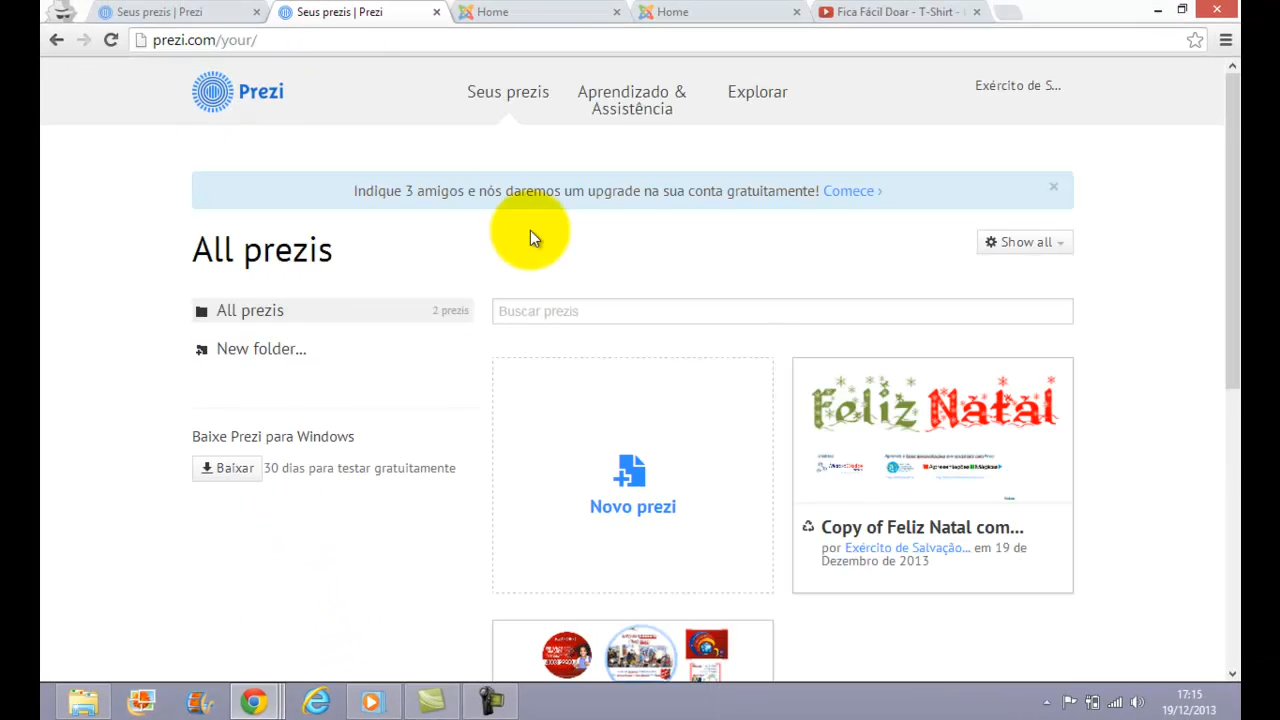 Seus prezis | Prezi
Seus prezis | Prezi
Home
Home
Fica Fácil Doar - T-Shirt -
prezi.com/your/
Prezi
Seus prezis
Aprendizado &
Assistência
Explorar
Exército de S...
Indique 3 amigos e nós daremos um upgrade na sua conta gratuitamente! Comece ›
All prezis
Show all
All prezis
2 prezis
Buscar prezis
New folder...
Baixe Prezi para Windows
Baixar
30 dias para testar gratuitamente
Novo prezi
Feliz Natal
Copy of Feliz Natal com...
por Exército de Salvação... em 19 de
Dezembro de 2013
17:15
19/12/2013